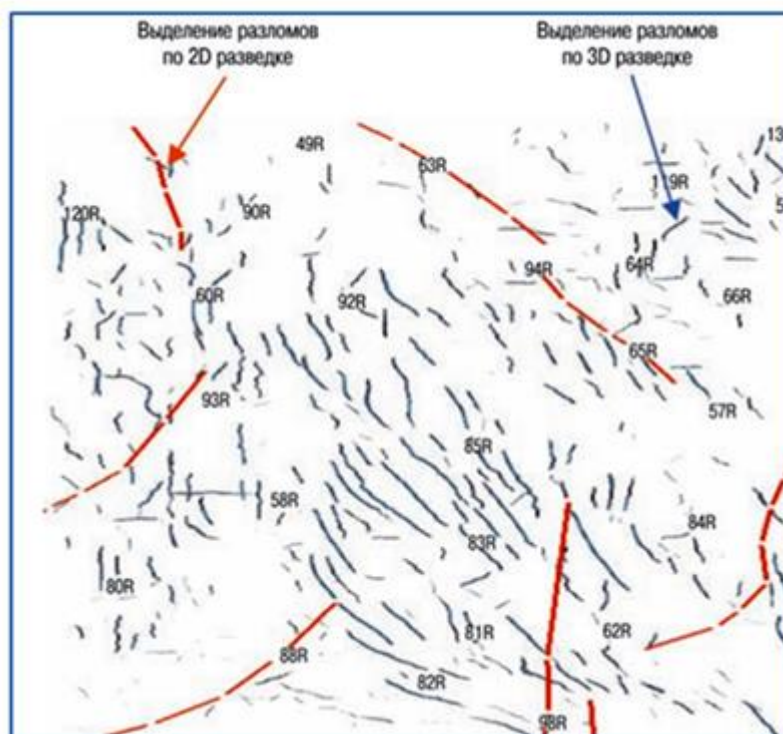 Выделение разломов
по 2D разведке
Выделение разломов
по 3D разведке
13
49R
63R
120R
90R
64R
94R
60R
92R
66R
65R
93R
57R
85R
58R
84R
83R
80R
81R
62R
88R
82R
98R